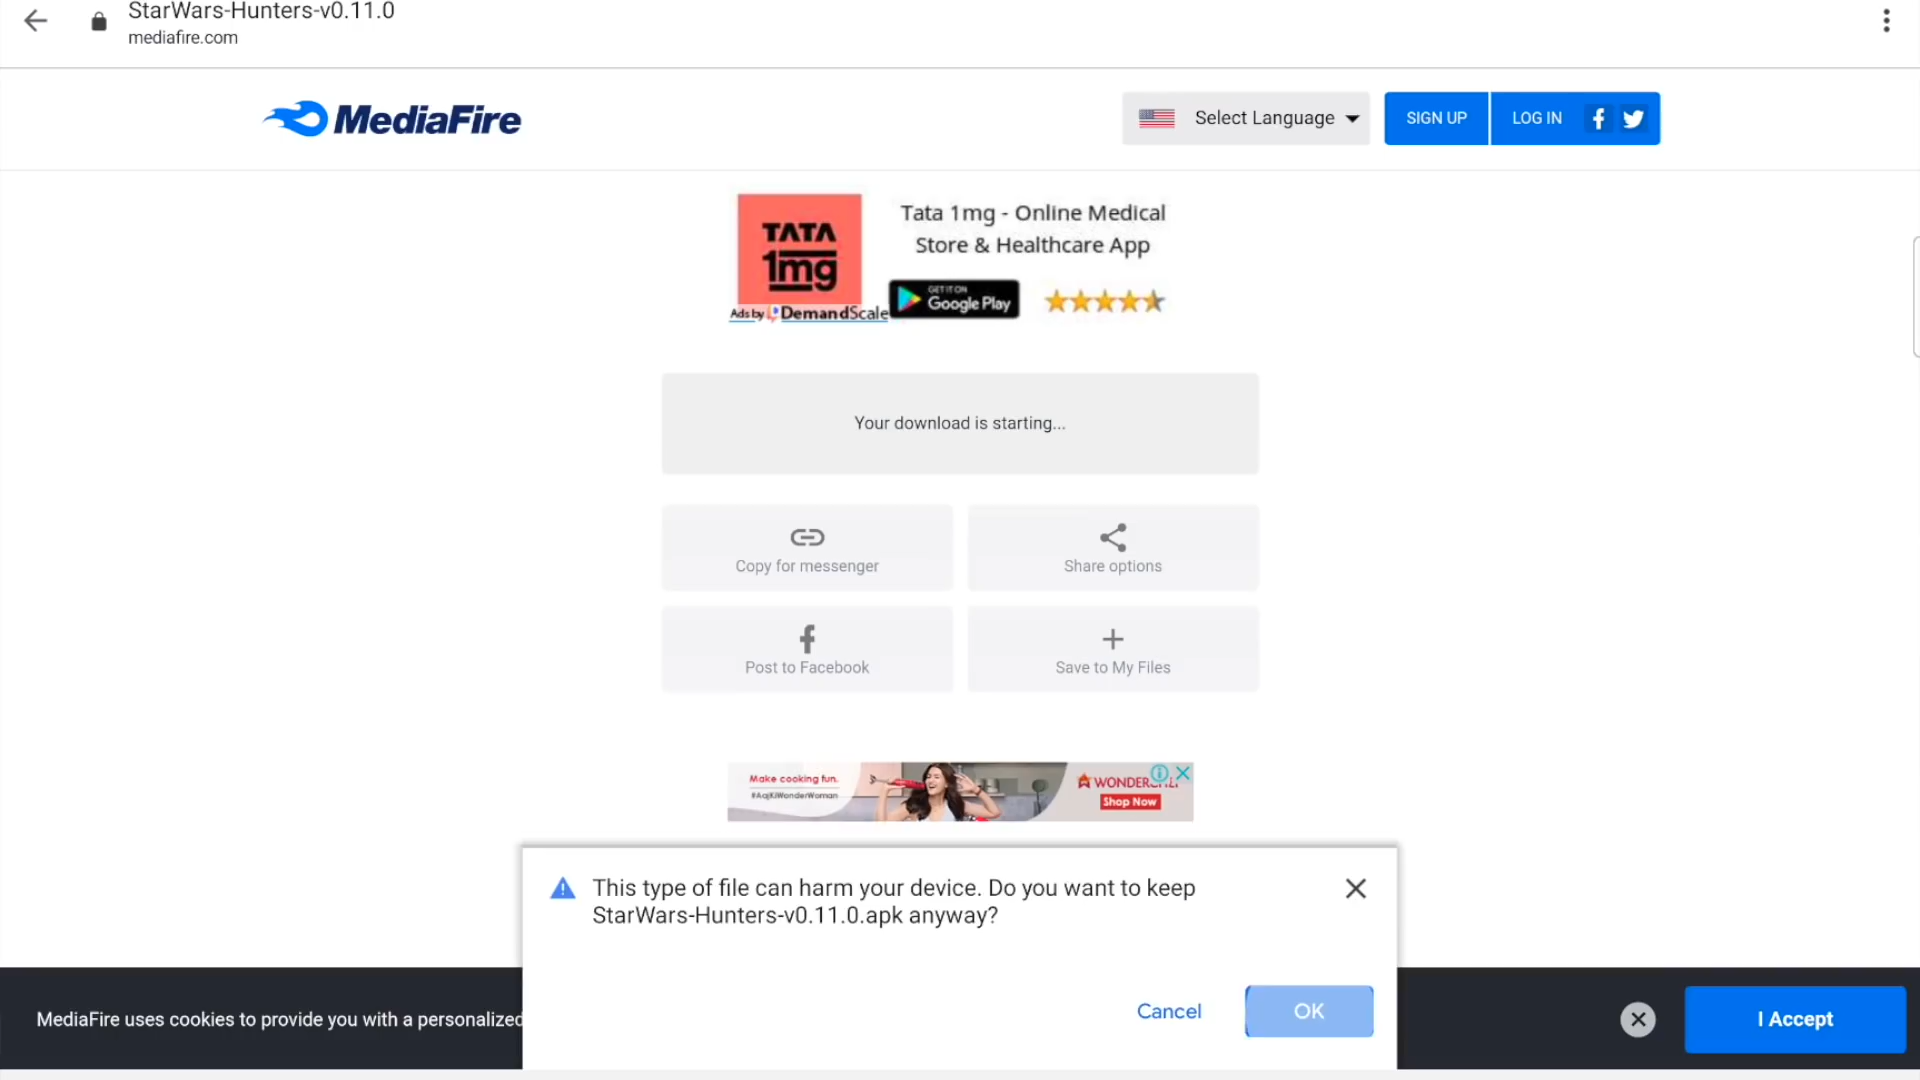 StarWars-Hunters-v0.11.0
mediafire.com
MediaFire
Select Language
SIGN UP
LOG IN
TATA
1mg
Tata 1mg - Online Medical
Store & Healthcare App
GET IT ON
Google Play
Ads by DemandScale
Your download is starting...
Copy for messenger
Share options
Post to Facebook
Save to My Files
Make cooking fun.
#AajKiWonderWoman
Shop Now
This type of file can harm your device. Do you want to keep
StarWars-Hunters-v0.11.0.apk anyway?
Cancel
OK
MediaFire uses cookies to provide you with a personalized
I Accept